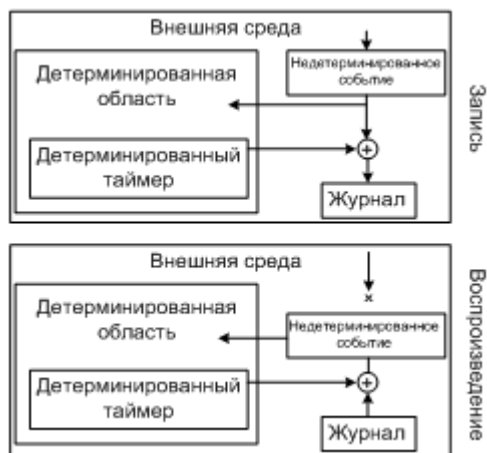 Внешняя среда
Детерминированная
область
Недетерминированное
событие
Детерминированный
таймер
Журнал
Запись
Внешняя среда
Детерминированная
область
Недетерминированное
событие
Детерминированный
таймер
Журнал
Воспроизведение